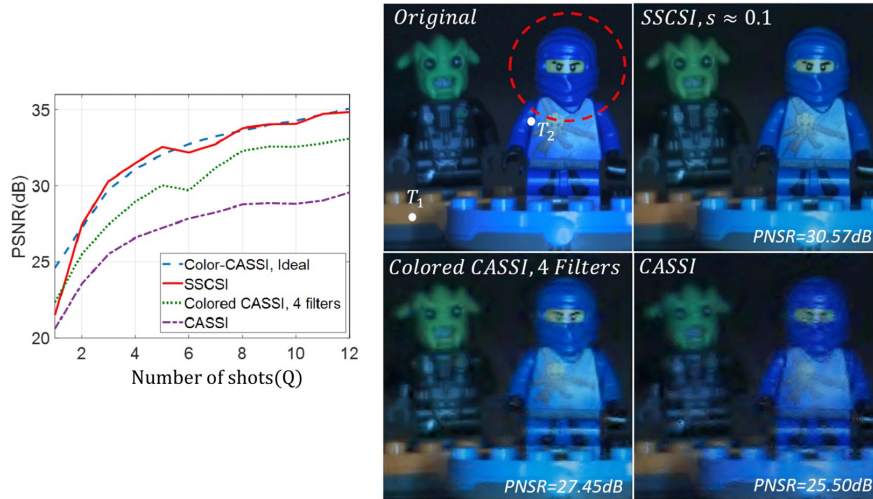 Original
SSCSI, s ≈ 0.1
T₂
T₁
PNSR=30.57dB
Colored CASSI, 4 Filters
CASSI
PNSR=27.45dB
PNSR=25.50dB
35
30
25
20
PSNR(dB)
Color-CASSI, Ideal
SSCSI
Colored CASSI, 4 filters
CASSI
2 4 6 8 10 12
Number of shots(Q)